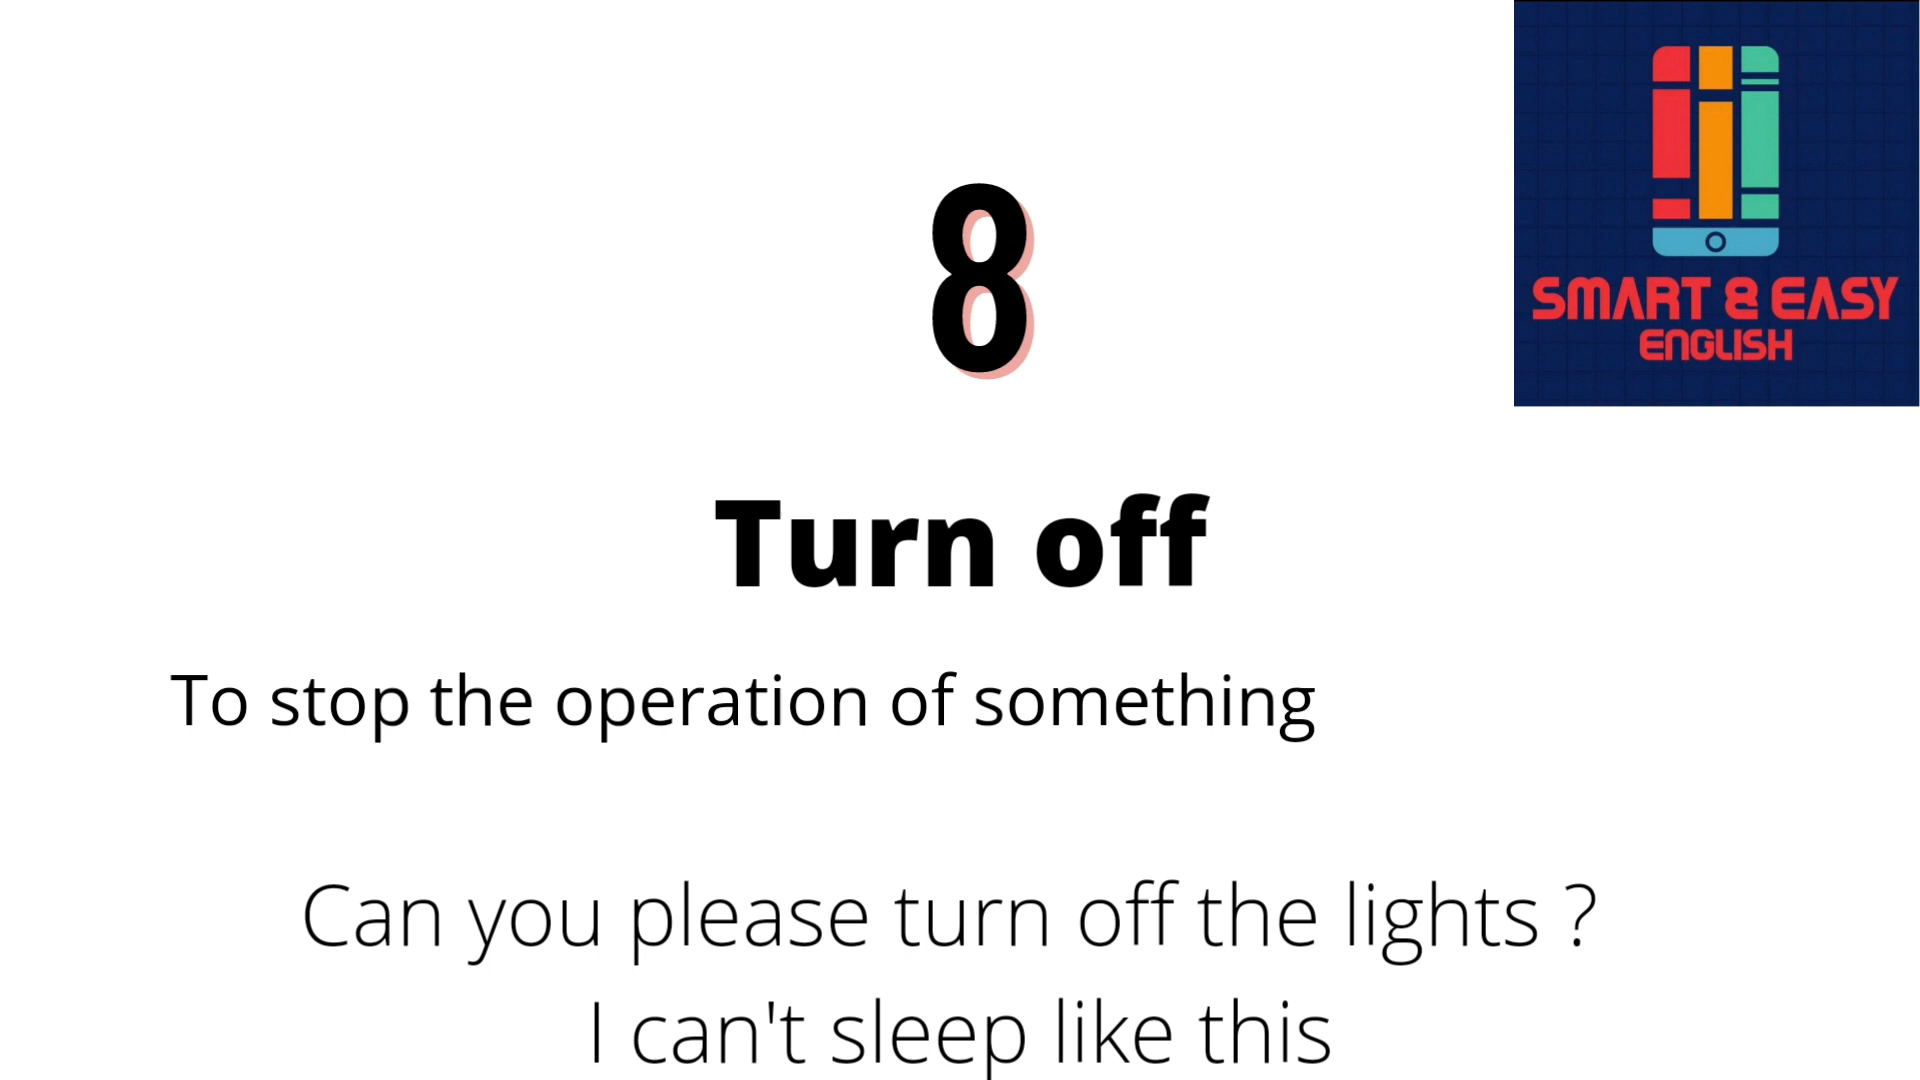 SMART & EASY
ENGLISH
8
Turn off
To stop the operation of something
Can you please turn off the lights ?
I can't sleep like this